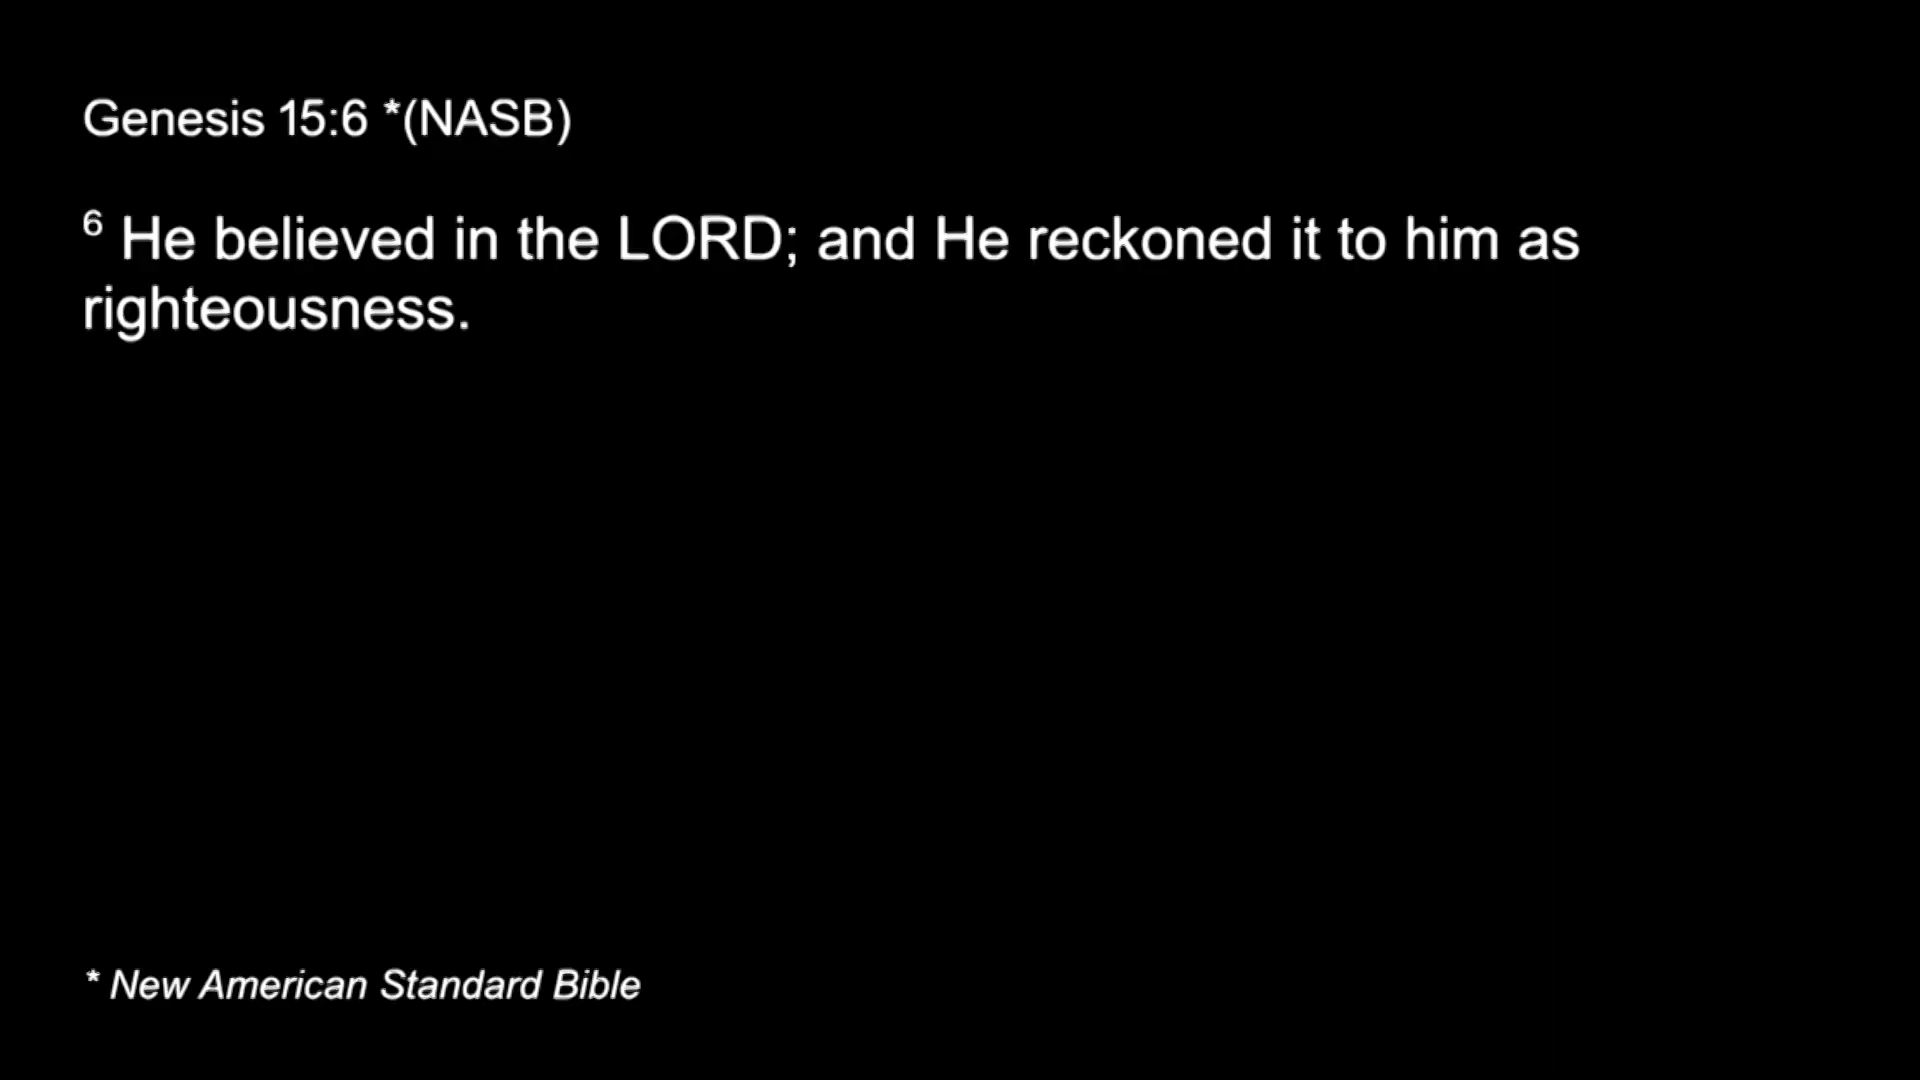 Genesis 15:6 *(NASB)
6 He believed in the LORD; and He reckoned it to him as
righteousness.
* New American Standard Bible